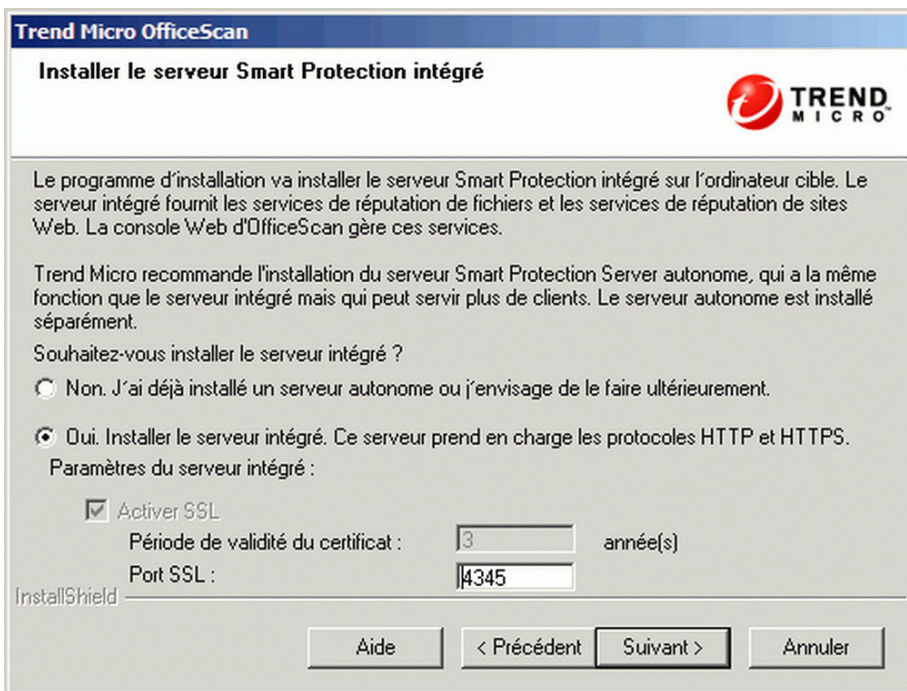 Trend Micro OfficeScan
Installer le serveur Smart Protection intégré
TREND
MICRO™
Le programme d'installation va installer le serveur Smart Protection intégré sur l'ordinateur cible. Le
serveur intégré fournit les services de réputation de fichiers et les services de réputation de sites
Web. La console Web d'OfficeScan gère ces services.
Trend Micro recommande l'installation du serveur Smart Protection Server autonome, qui a la même
fonction que le serveur intégré mais qui peut servir plus de clients. Le serveur autonome est installé
séparément.
Souhaitez-vous installer le serveur intégré ?
Non. J'ai déjà installé un serveur autonome ou j'envisage de le faire ultérieurement.
Oui. Installer le serveur intégré. Ce serveur prend en charge les protocoles HTTP et HTTPS.
Paramètres du serveur intégré :
Activer SSL
Période de validité du certificat : 3 année(s)
Port SSL : 4345
InstallShield
Aide < Précédent Suivant > Annuler